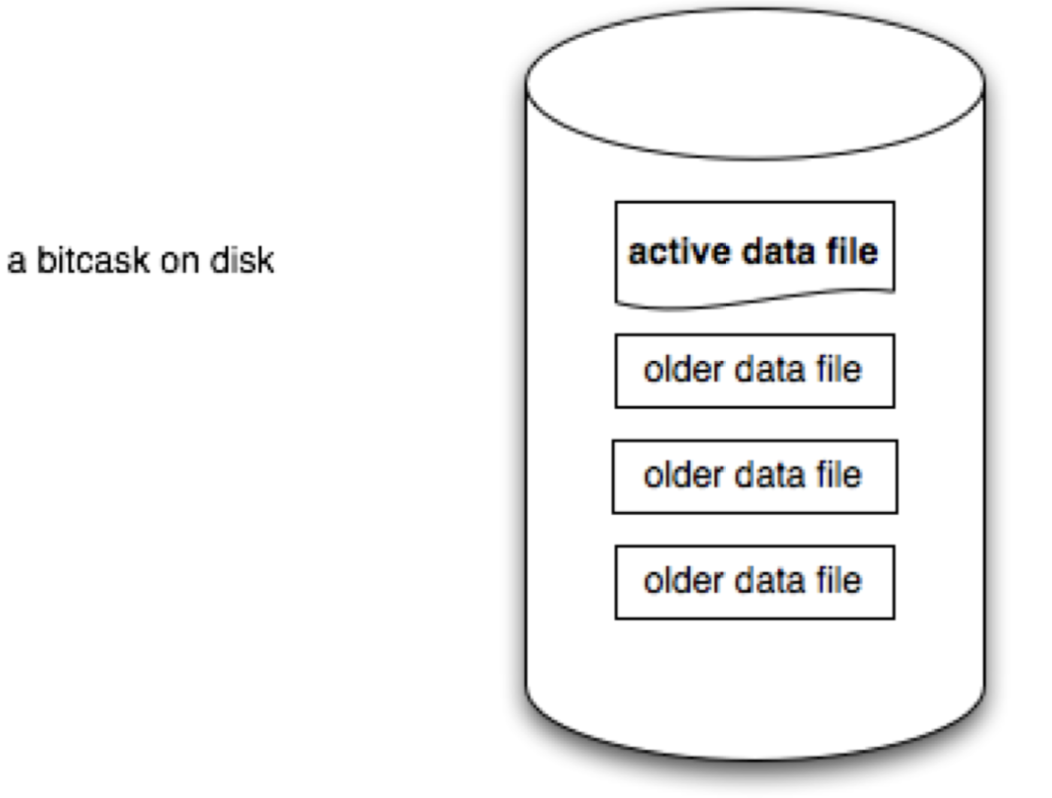 a bitcask on disk
active data file
older data file
older data file
older data file